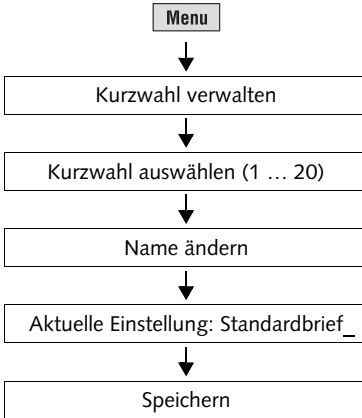 Menu
Kurzwahl verwalten
Kurzwahl auswählen (1 … 20)
Name ändern
Aktuelle Einstellung: Standardbrief_
Speichern